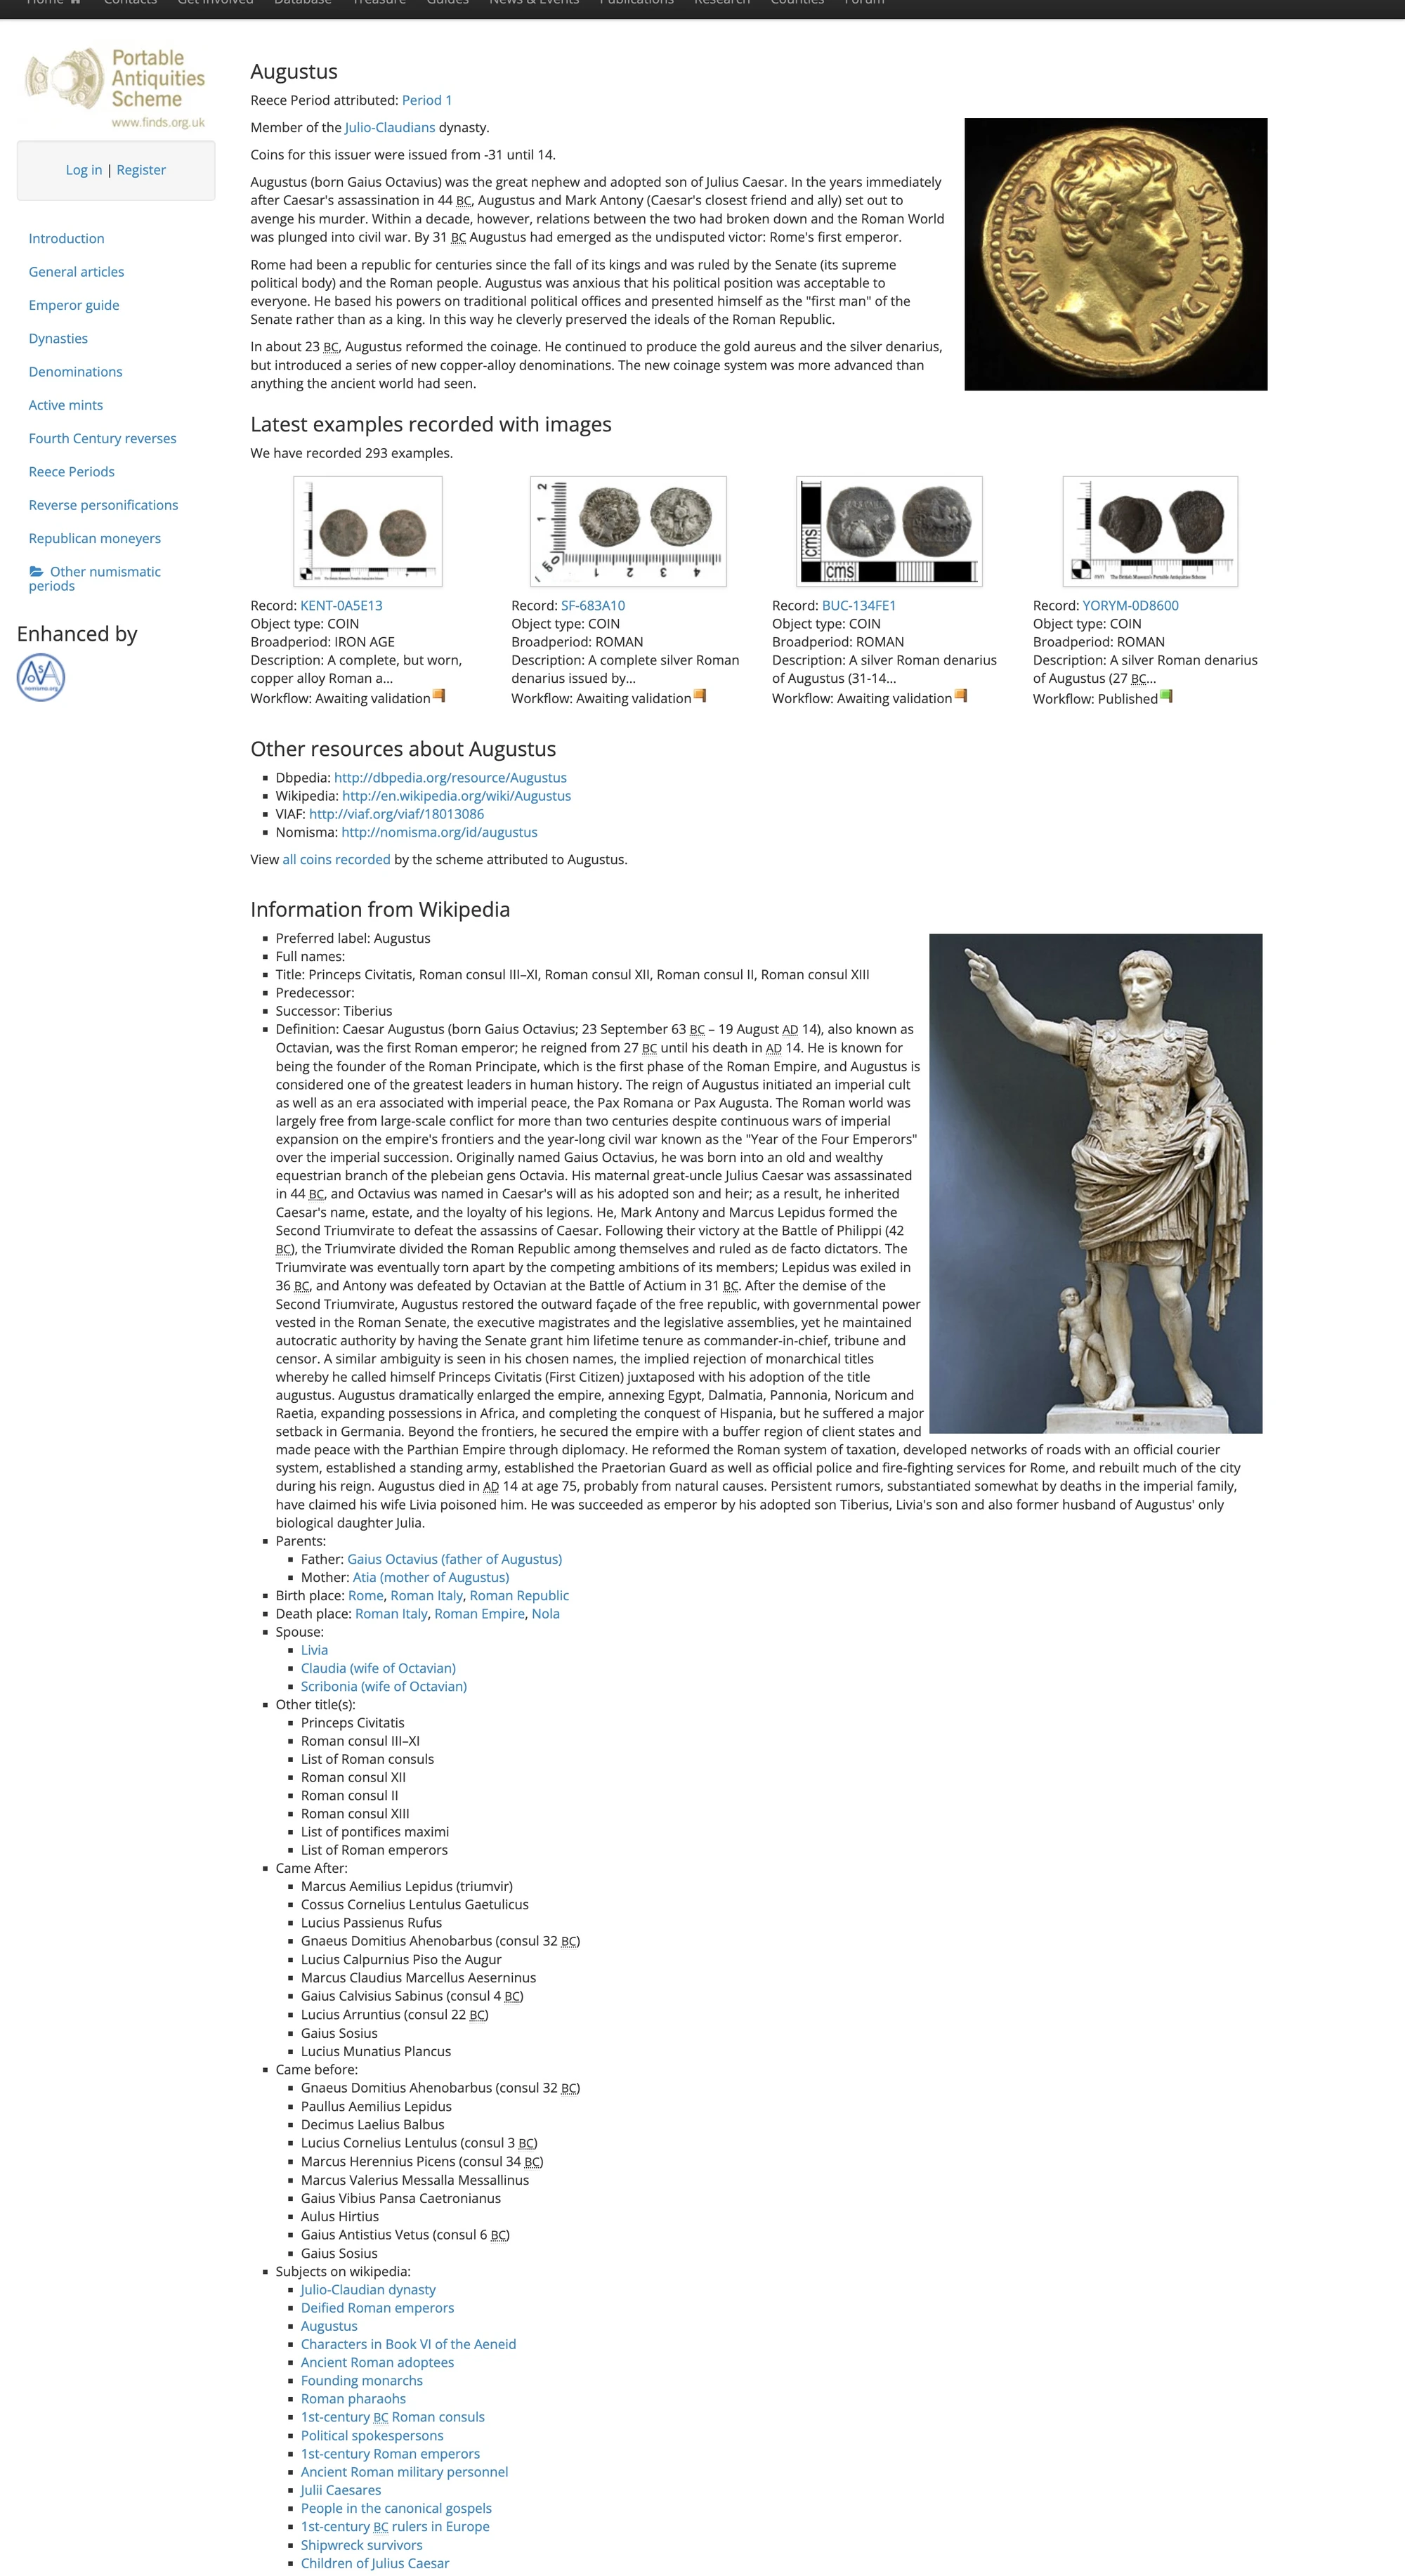 Home Contacts Get involved Database Treasure Guides News & Events Publications Research Counties Forum
Portable
Antiquities
Scheme
www.finds.org.uk
Log in | Register
Introduction
General articles
Emperor guide
Dynasties
Denominations
Active mints
Fourth Century reverses
Reece Periods
Reverse personifications
Republican moneyers
Other numismatic
periods
Enhanced by
nomisma.org
Augustus
Reece Period attributed: Period 1
Member of the Julio-Claudians dynasty.
Coins for this issuer were issued from -31 until 14.
Augustus (born Gaius Octavius) was the great nephew and adopted son of Julius Caesar. In the years immediately
after Caesar's assassination in 44 BC, Augustus and Mark Antony (Caesar's closest friend and ally) set out to
avenge his murder. Within a decade, however, relations between the two had broken down and the Roman World
was plunged into civil war. By 31 BC Augustus had emerged as the undisputed victor: Rome's first emperor.
Rome had been a republic for centuries since the fall of its kings and was ruled by the Senate (its supreme
political body) and the Roman people. Augustus was anxious that his political position was acceptable to
everyone. He based his powers on traditional political offices and presented himself as the "first man" of the
Senate rather than as a king. In this way he cleverly preserved the ideals of the Roman Republic.
In about 23 BC, Augustus reformed the coinage. He continued to produce the gold aureus and the silver denarius,
but introduced a series of new copper-alloy denominations. The new coinage system was more advanced than
anything the ancient world had seen.
Latest examples recorded with images
We have recorded 293 examples.
Record: KENT-0A5E13
Object type: COIN
Broadperiod: IRON AGE
Description: A complete, but worn,
copper alloy Roman a...
Workflow: Awaiting validation
2
1
0
1 2 3 4
Record: SF-683A10
Object type: COIN
Broadperiod: ROMAN
Description: A complete silver Roman
denarius issued by...
Workflow: Awaiting validation
cms
cms
Record: BUC-134FE1
Object type: COIN
Broadperiod: ROMAN
Description: A silver Roman denarius
of Augustus (31-14...
Workflow: Awaiting validation
The British Museum's Portable Antiquities Scheme
Record: YORYM-0D8600
Object type: COIN
Broadperiod: ROMAN
Description: A silver Roman denarius
of Augustus (27 BC...
Workflow: Published
Other resources about Augustus
Dbpedia: http://dbpedia.org/resource/Augustus
Wikipedia: http://en.wikipedia.org/wiki/Augustus
VIAF: http://viaf.org/viaf/18013086
Nomisma: http://nomisma.org/id/augustus
View all coins recorded by the scheme attributed to Augustus.
Information from Wikipedia
Preferred label: Augustus
Full names:
Title: Princeps Civitatis, Roman consul III–XI, Roman consul XII, Roman consul II, Roman consul XIII
Predecessor:
Successor: Tiberius
Definition: Caesar Augustus (born Gaius Octavius; 23 September 63 BC – 19 August AD 14), also known as
Octavian, was the first Roman emperor; he reigned from 27 BC until his death in AD 14. He is known for
being the founder of the Roman Principate, which is the first phase of the Roman Empire, and Augustus is
considered one of the greatest leaders in human history. The reign of Augustus initiated an imperial cult
as well as an era associated with imperial peace, the Pax Romana or Pax Augusta. The Roman world was
largely free from large-scale conflict for more than two centuries despite continuous wars of imperial
expansion on the empire's frontiers and the year-long civil war known as the "Year of the Four Emperors"
over the imperial succession. Originally named Gaius Octavius, he was born into an old and wealthy
equestrian branch of the plebeian gens Octavia. His maternal great-uncle Julius Caesar was assassinated
in 44 BC, and Octavius was named in Caesar's will as his adopted son and heir; as a result, he inherited
Caesar's name, estate, and the loyalty of his legions. He, Mark Antony and Marcus Lepidus formed the
Second Triumvirate to defeat the assassins of Caesar. Following their victory at the Battle of Philippi (42
BC), the Triumvirate divided the Roman Republic among themselves and ruled as de facto dictators. The
Triumvirate was eventually torn apart by the competing ambitions of its members; Lepidus was exiled in
36 BC, and Antony was defeated by Octavian at the Battle of Actium in 31 BC. After the demise of the
Second Triumvirate, Augustus restored the outward façade of the free republic, with governmental power
vested in the Roman Senate, the executive magistrates and the legislative assemblies, yet he maintained
autocratic authority by having the Senate grant him lifetime tenure as commander-in-chief, tribune and
censor. A similar ambiguity is seen in his chosen names, the implied rejection of monarchical titles
whereby he called himself Princeps Civitatis (First Citizen) juxtaposed with his adoption of the title
augustus. Augustus dramatically enlarged the empire, annexing Egypt, Dalmatia, Pannonia, Noricum and
Raetia, expanding possessions in Africa, and completing the conquest of Hispania, but he suffered a major
setback in Germania. Beyond the frontiers, he secured the empire with a buffer region of client states and
made peace with the Parthian Empire through diplomacy. He reformed the Roman system of taxation, developed networks of roads with an official courier
system, established a standing army, established the Praetorian Guard as well as official police and fire-fighting services for Rome, and rebuilt much of the city
during his reign. Augustus died in AD 14 at age 75, probably from natural causes. Persistent rumors, substantiated somewhat by deaths in the imperial family,
have claimed his wife Livia poisoned him. He was succeeded as emperor by his adopted son Tiberius, Livia's son and also former husband of Augustus' only
biological daughter Julia.
Parents:
Father: Gaius Octavius (father of Augustus)
Mother: Atia (mother of Augustus)
Birth place: Rome, Roman Italy, Roman Republic
Death place: Roman Italy, Roman Empire, Nola
Spouse:
Livia
Claudia (wife of Octavian)
Scribonia (wife of Octavian)
Other title(s):
Princeps Civitatis
Roman consul III–XI
List of Roman consuls
Roman consul XII
Roman consul II
Roman consul XIII
List of pontifices maximi
List of Roman emperors
Came After:
Marcus Aemilius Lepidus (triumvir)
Cossus Cornelius Lentulus Gaetulicus
Lucius Passienus Rufus
Gnaeus Domitius Ahenobarbus (consul 32 BC)
Lucius Calpurnius Piso the Augur
Marcus Claudius Marcellus Aeserninus
Gaius Calvisius Sabinus (consul 4 BC)
Lucius Arruntius (consul 22 BC)
Gaius Sosius
Lucius Munatius Plancus
Came before:
Gnaeus Domitius Ahenobarbus (consul 32 BC)
Paullus Aemilius Lepidus
Decimus Laelius Balbus
Lucius Cornelius Lentulus (consul 3 BC)
Marcus Herennius Picens (consul 34 BC)
Marcus Valerius Messalla Messallinus
Gaius Vibius Pansa Caetronianus
Aulus Hirtius
Gaius Antistius Vetus (consul 6 BC)
Gaius Sosius
Subjects on wikipedia:
Julio-Claudian dynasty
Deified Roman emperors
Augustus
Characters in Book VI of the Aeneid
Ancient Roman adoptees
Founding monarchs
Roman pharaohs
1st-century BC Roman consuls
Political spokespersons
1st-century Roman emperors
Ancient Roman military personnel
Julii Caesares
People in the canonical gospels
1st-century BC rulers in Europe
Shipwreck survivors
Children of Julius Caesar